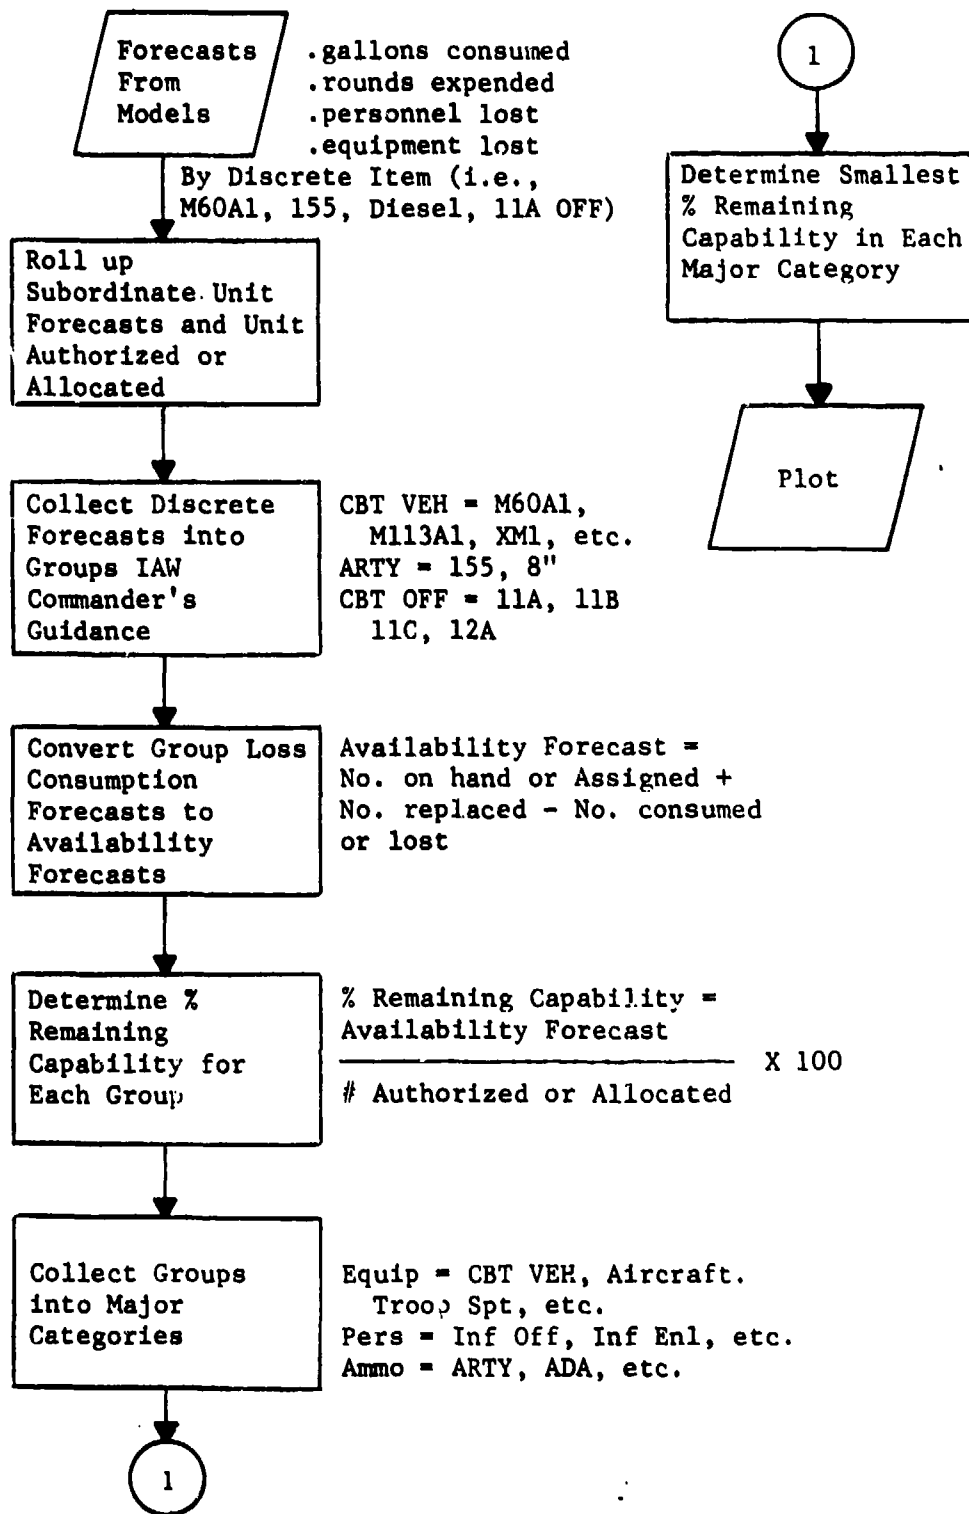 Forecasts
From
Models
.gallons consumed
.rounds expended
.personnel lost
.equipment lost
By Discrete Item (i.e.,
M60A1, 155, Diesel, 11A OFF)
Roll up
Subordinate Unit
Forecasts and Unit
Authorized or
Allocated
Collect Discrete
Forecasts into
Groups IAW
Commander's
Guidance
CBT VEH = M60A1,
M113A1, XM1, etc.
ARTY = 155, 8"
CBT OFF = 11A, 11B
11C, 12A
Convert Group Loss
Consumption
Forecasts to
Availability
Forecasts
Availability Forecast =
No. on hand or Assigned +
No. replaced - No. consumed
or lost
Determine %
Remaining
Capability for
Each Group
% Remaining Capability =
Availability Forecast
X 100
# Authorized or Allocated
Collect Groups
into Major
Categories
Equip = CBT VEH, Aircraft.
Troop Spt, etc.
Pers = Inf Off, Inf Enl, etc.
Ammo = ARTY, ADA, etc.
1
1
Determine Smallest
% Remaining
Capability in Each
Major Category
Plot